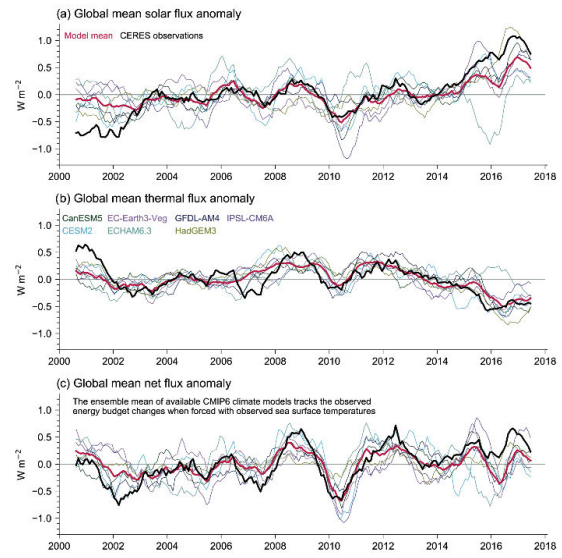 (a) Global mean solar flux anomaly
Model mean CERES observations
1.0
0.5
0.0
−0.5
−1.0
W m−2
2000 2002 2004 2006 2008 2010 2012 2014 2016 2018
(b) Global mean thermal flux anomaly
CanESM5 EC-Earth3-Veg GFDL-AM4 IPSL-CM6A
CESM2 ECHAM6.3 HadGEM3
1.0
0.5
0.0
−0.5
−1.0
W m−2
2000 2002 2004 2006 2008 2010 2012 2014 2016 2018
(c) Global mean net flux anomaly
The ensemble mean of available CMIP6 climate models tracks the observed
energy budget changes when forced with observed sea surface temperatures
1.0
0.5
0.0
−0.5
−1.0
W m−2
2000 2002 2004 2006 2008 2010 2012 2014 2016 2018